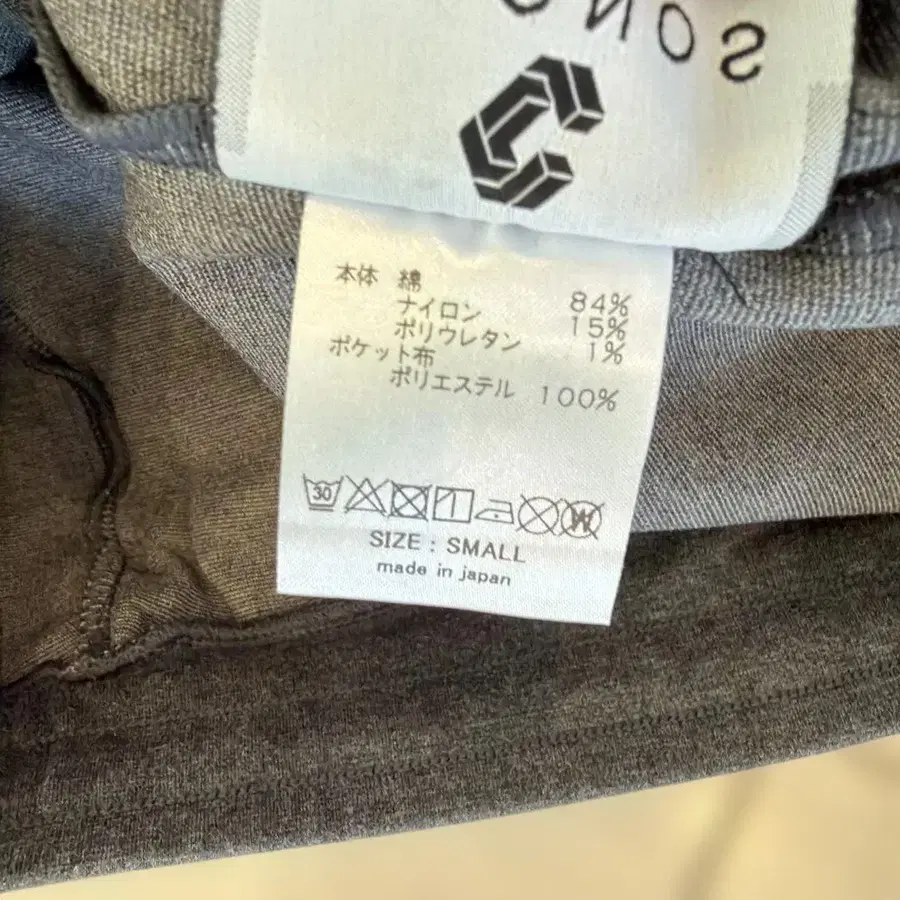 本体 綿 84%
ナイロン 15%
ポリウレタン 1%
ポケット布
ポリエステル 100%
30
SIZE : SMALL
made in japan